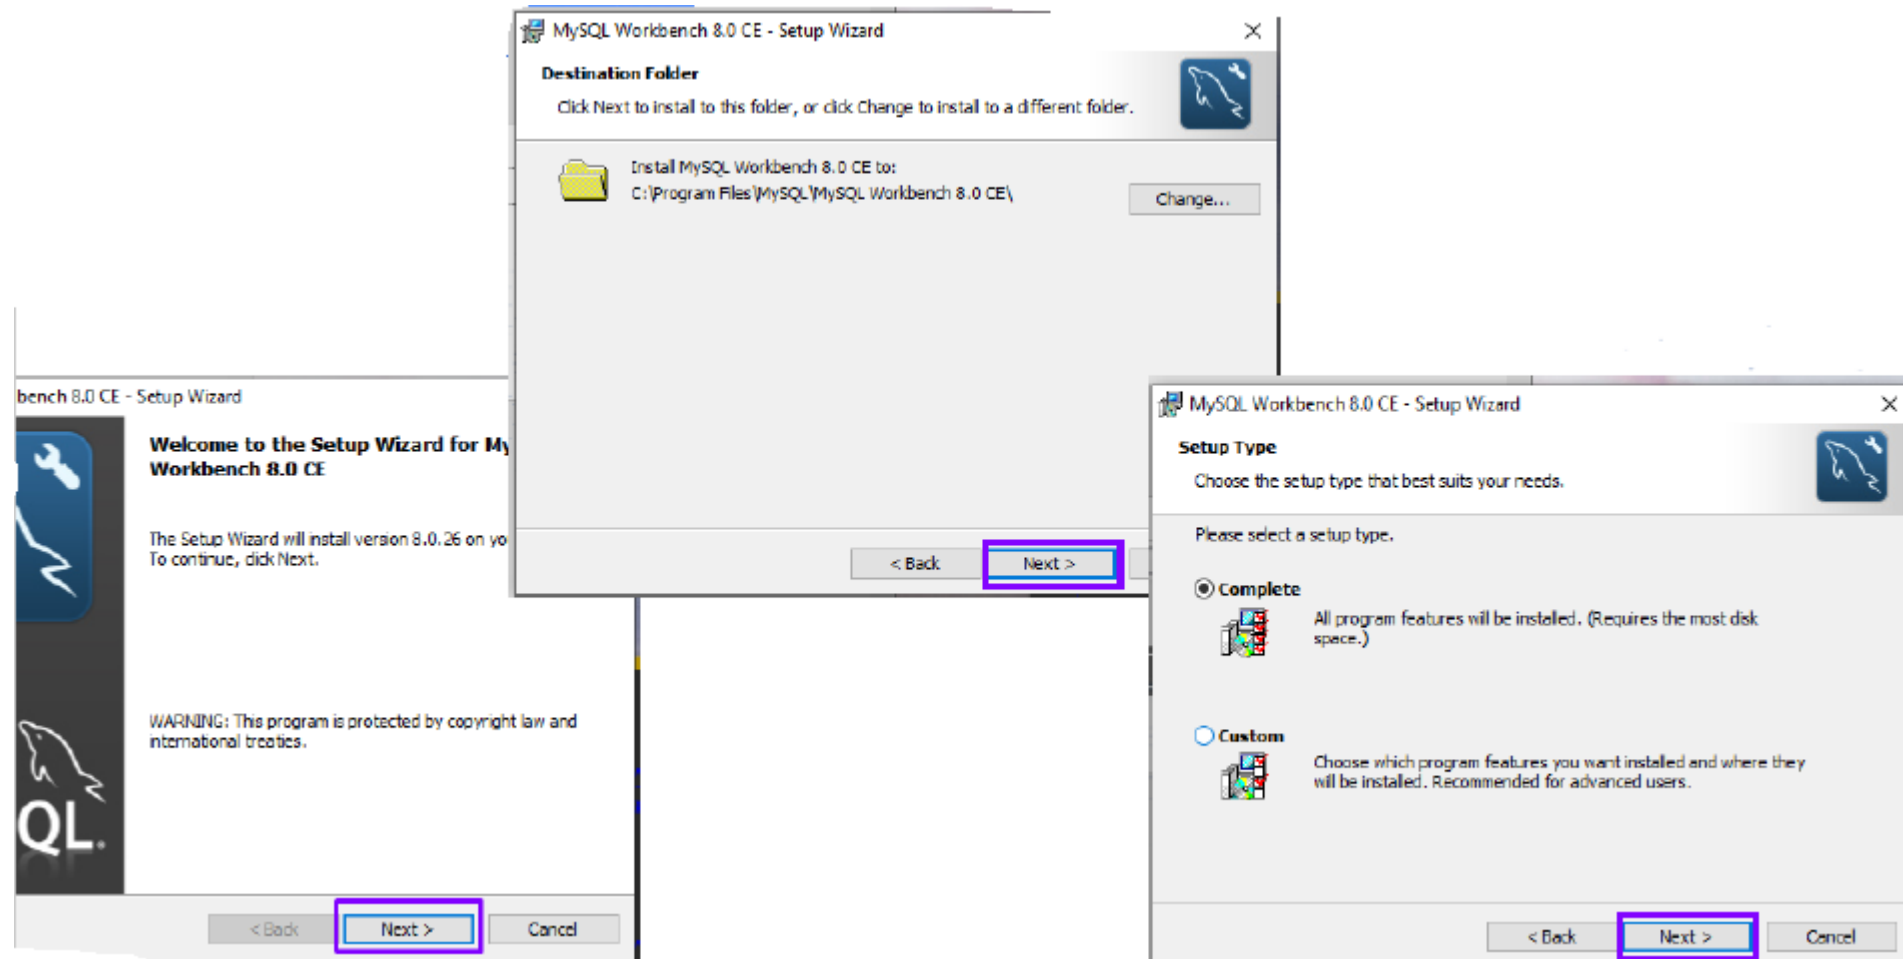 MySQL Workbench 8.0 CE - Setup Wizard
Destination Folder
Click Next to install to this folder, or click Change to install to a different folder.
Install MySQL Workbench 8.0 CE to:
C:\Program Files\MySQL\MySQL Workbench 8.0 CE\
Change...
< Back
Next >
bench 8.0 CE - Setup Wizard
Welcome to the Setup Wizard for My
Workbench 8.0 CE
The Setup Wizard will install version 8.0.26 on yo
To continue, click Next.
WARNING: This program is protected by copyright law and
international treaties.
QL.
< Back
Next >
Cancel
MySQL Workbench 8.0 CE - Setup Wizard
Setup Type
Choose the setup type that best suits your needs.
Please select a setup type.
Complete
All program features will be installed. (Requires the most disk
space.)
Custom
Choose which program features you want installed and where they
will be installed. Recommended for advanced users.
< Back
Next >
Cancel